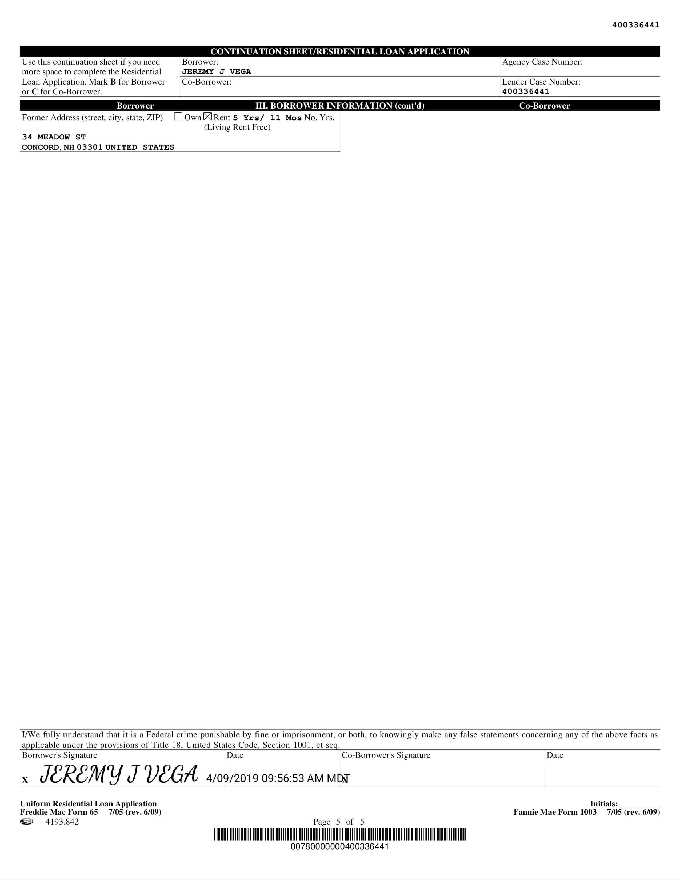 400336441
CONTINUATION SHEET/RESIDENTIAL LOAN APPLICATION
Use this continuation sheet if you need more space to complete the Residential Loan Application. Mark B for Borrower or C for Co-Borrower.
Borrower:
JEREMY J VEGA
Agency Case Number:
Co-Borrower:
Lender Case Number:
400336441
Borrower III. BORROWER INFORMATION (cont'd) Co-Borrower
Former Address (street, city, state, ZIP) Own Rent 5 Yrs/ 11 Mos No. Yrs.
(Living Rent Free)
34 MEADOW ST
CONCORD, NH 03301 UNITED STATES
I/We fully understand that it is a Federal crime punishable by fine or imprisonment, or both, to knowingly make any false statements concerning any of the above facts as
applicable under the provisions of Title 18, United States Code, Section 1001, et seq.
Borrower's Signature Date Co-Borrower's Signature Date
X JEREMY J VEGA 4/09/2019 09:56:53 AM MDT
Uniform Residential Loan Application Initials:
Freddie Mac Form 65 7/05 (rev. 6/09) Fannie Mae Form 1003 7/05 (rev. 6/09)
4193.842 Page 5 of 5
00780000000400336441